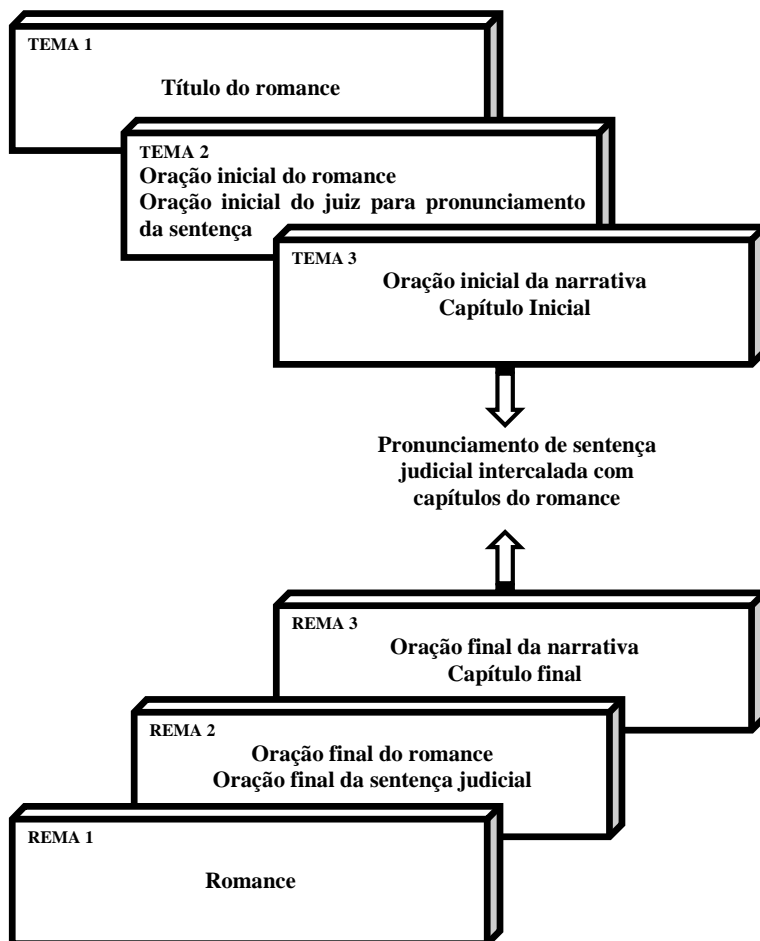 TEMA 1
Título do romance
TEMA 2
Oração inicial do romance
Oração inicial do juiz para pronunciamento
da sentença
TEMA 3
Oração inicial da narrativa
Capítulo Inicial
Pronunciamento de sentença
judicial intercalada com
capítulos do romance
REMA 3
Oração final da narrativa
Capítulo final
REMA 2
Oração final do romance
Oração final da sentença judicial
REMA 1
Romance